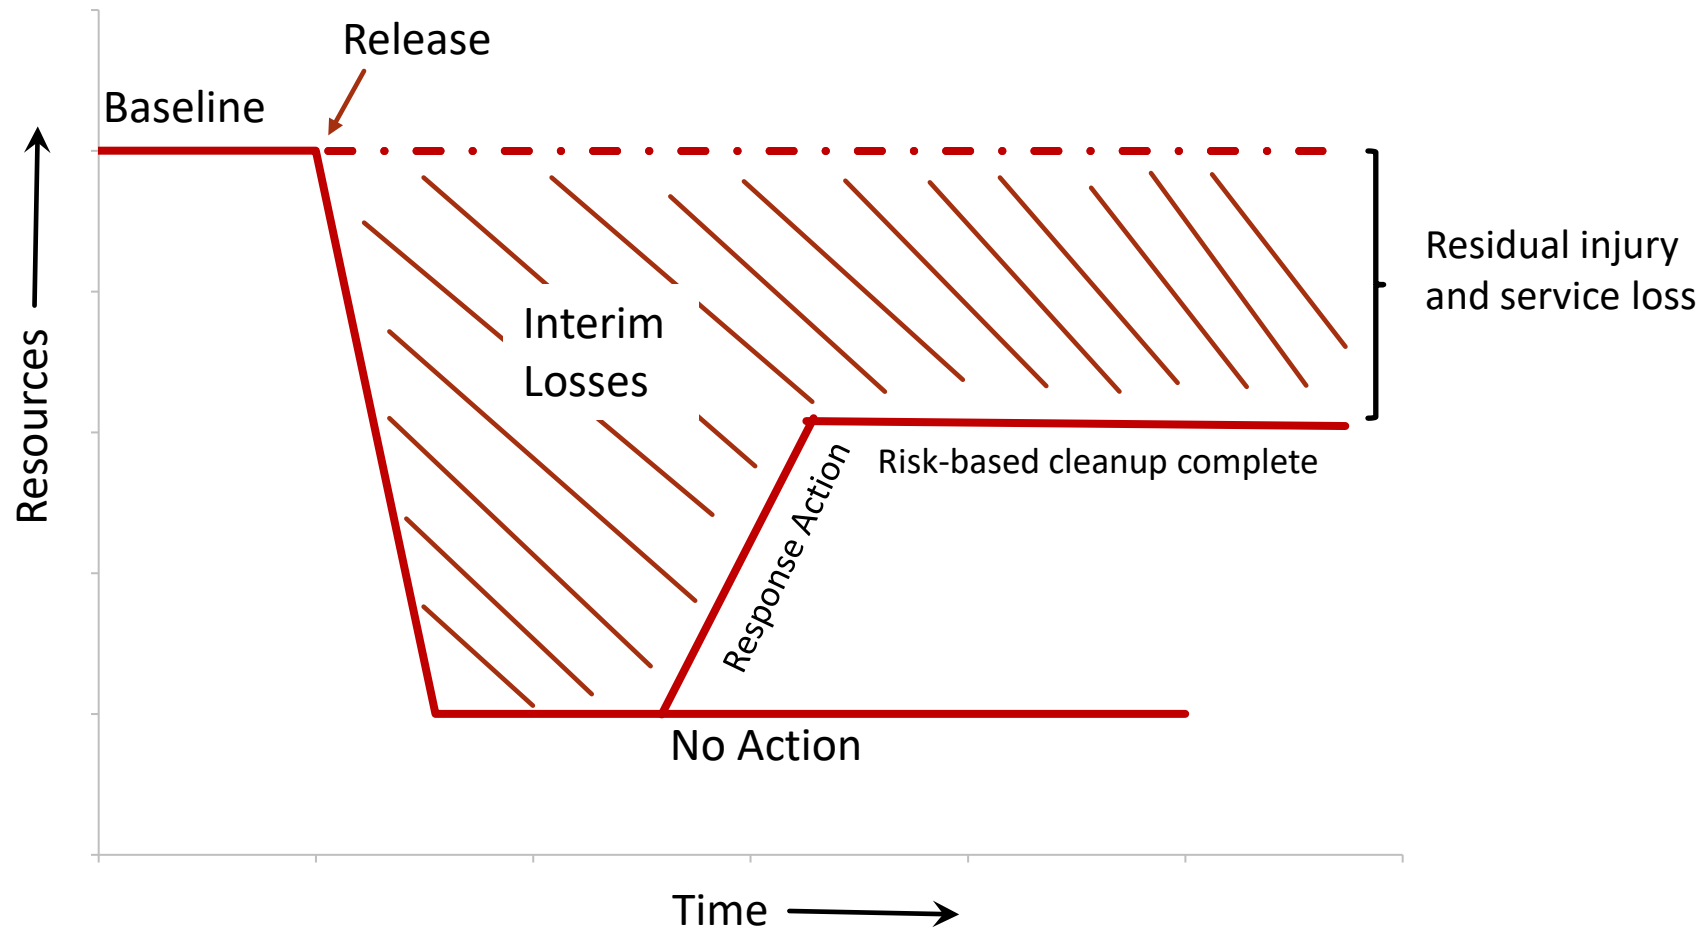 Release
Baseline
Residual injury
and service loss
Interim
Losses
Resources
Risk-based cleanup complete
Response Action
No Action
Time